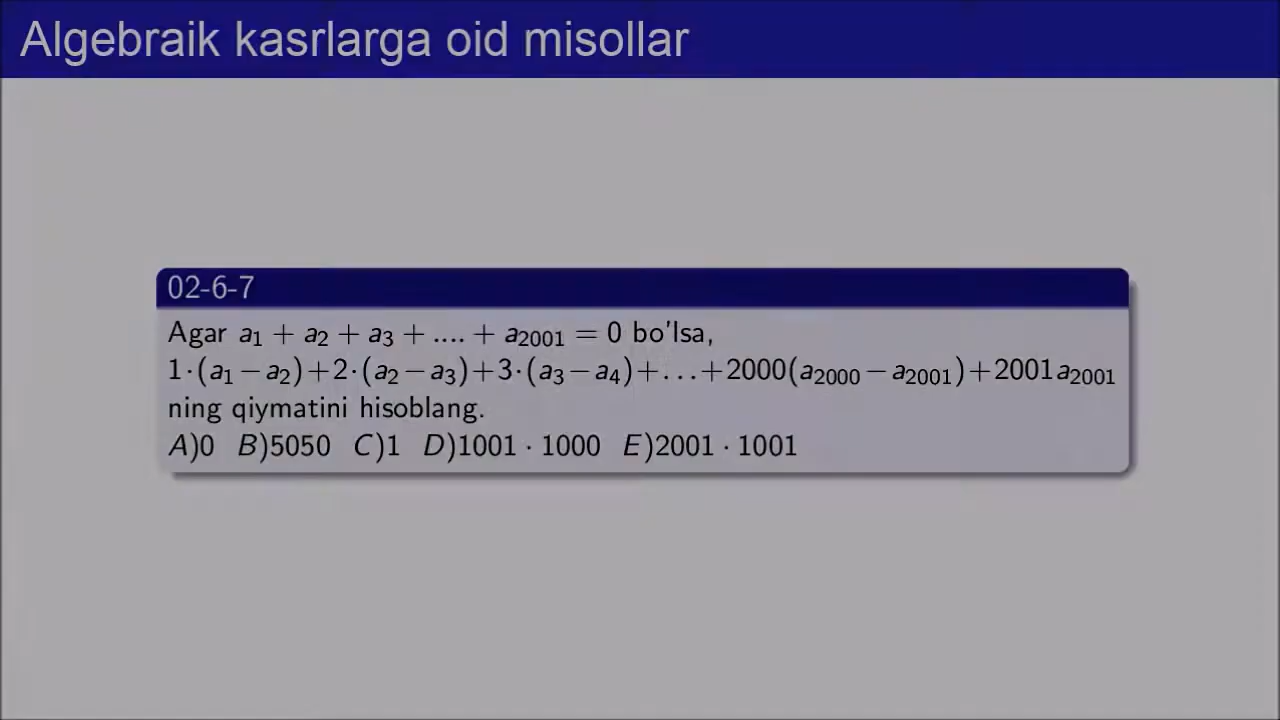 Algebraik kasrlarga oid misollar
02-6-7
Agar a₁ + a₂ + a₃ + .... + a₂₀₀₁ = 0 bo'lsa,
1·(a₁−a₂)+2·(a₂−a₃)+3·(a₃−a₄)+...+2000(a₂₀₀₀−a₂₀₀₁)+2001a₂₀₀₁
ning qiymatini hisoblang.
A)0 B)5050 C)1 D)1001 · 1000 E)2001 · 1001